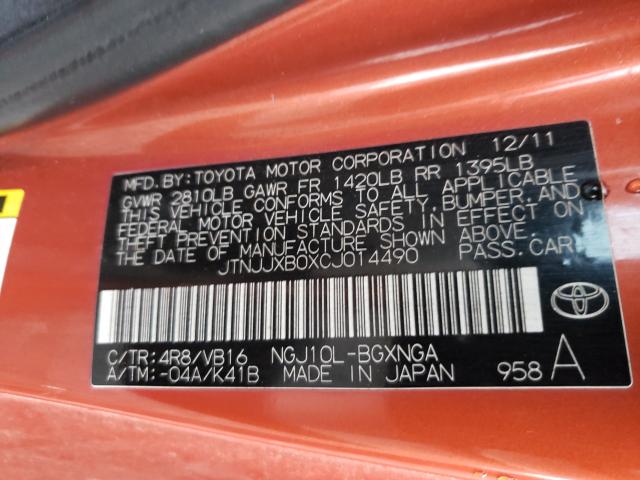 MFD. BY: TOYOTA MOTOR CORPORATION 12/11
GVWR 2810LB GAWR FR 1420LB RR 1395LB
THIS VEHICLE CONFORMS TO ALL APPLICABLE
FEDERAL MOTOR VEHICLE SAFETY, BUMPER, AND
THEFT PREVENTION STANDARDS IN EFFECT ON
THE DATE OF MANUFACTURE SHOWN ABOVE.
JTNJJXB0XCJ014490 PASS. CAR
C/TR: 4R8/VB16 NGJ10L-BGXNGA
A/TM: -04A/K41B MADE IN JAPAN 958 A